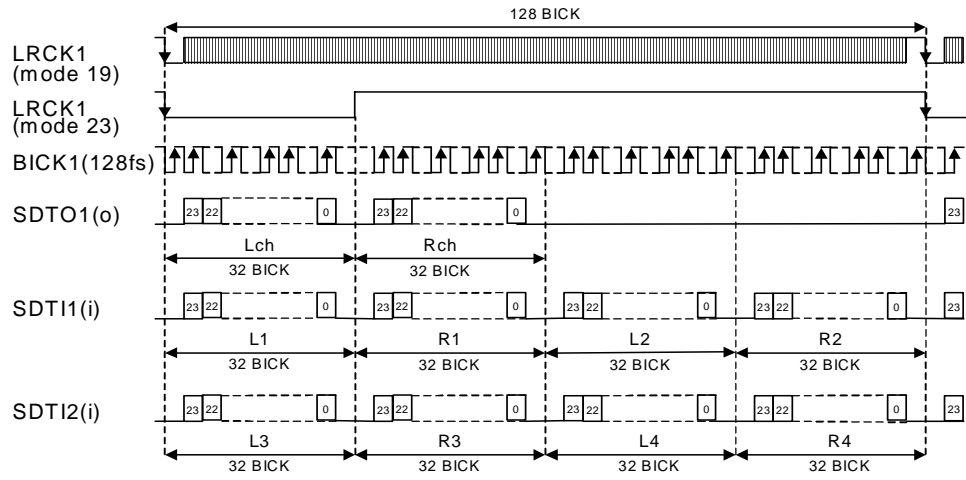 128 BICK
LRCK1
(mode 19)
LRCK1
(mode 23)
BICK1(128fs)
SDTO1(o)
23 22 0 23 22 0 23
Lch Rch
32 BICK 32 BICK
SDTI1(i)
23 22 0 23 22 0 23 22 0 23 22 0 23
L1 R1 L2 R2
32 BICK 32 BICK 32 BICK 32 BICK
SDTI2(i)
23 22 0 23 22 0 23 22 0 23 22 0 23
L3 R3 L4 R4
32 BICK 32 BICK 32 BICK 32 BICK